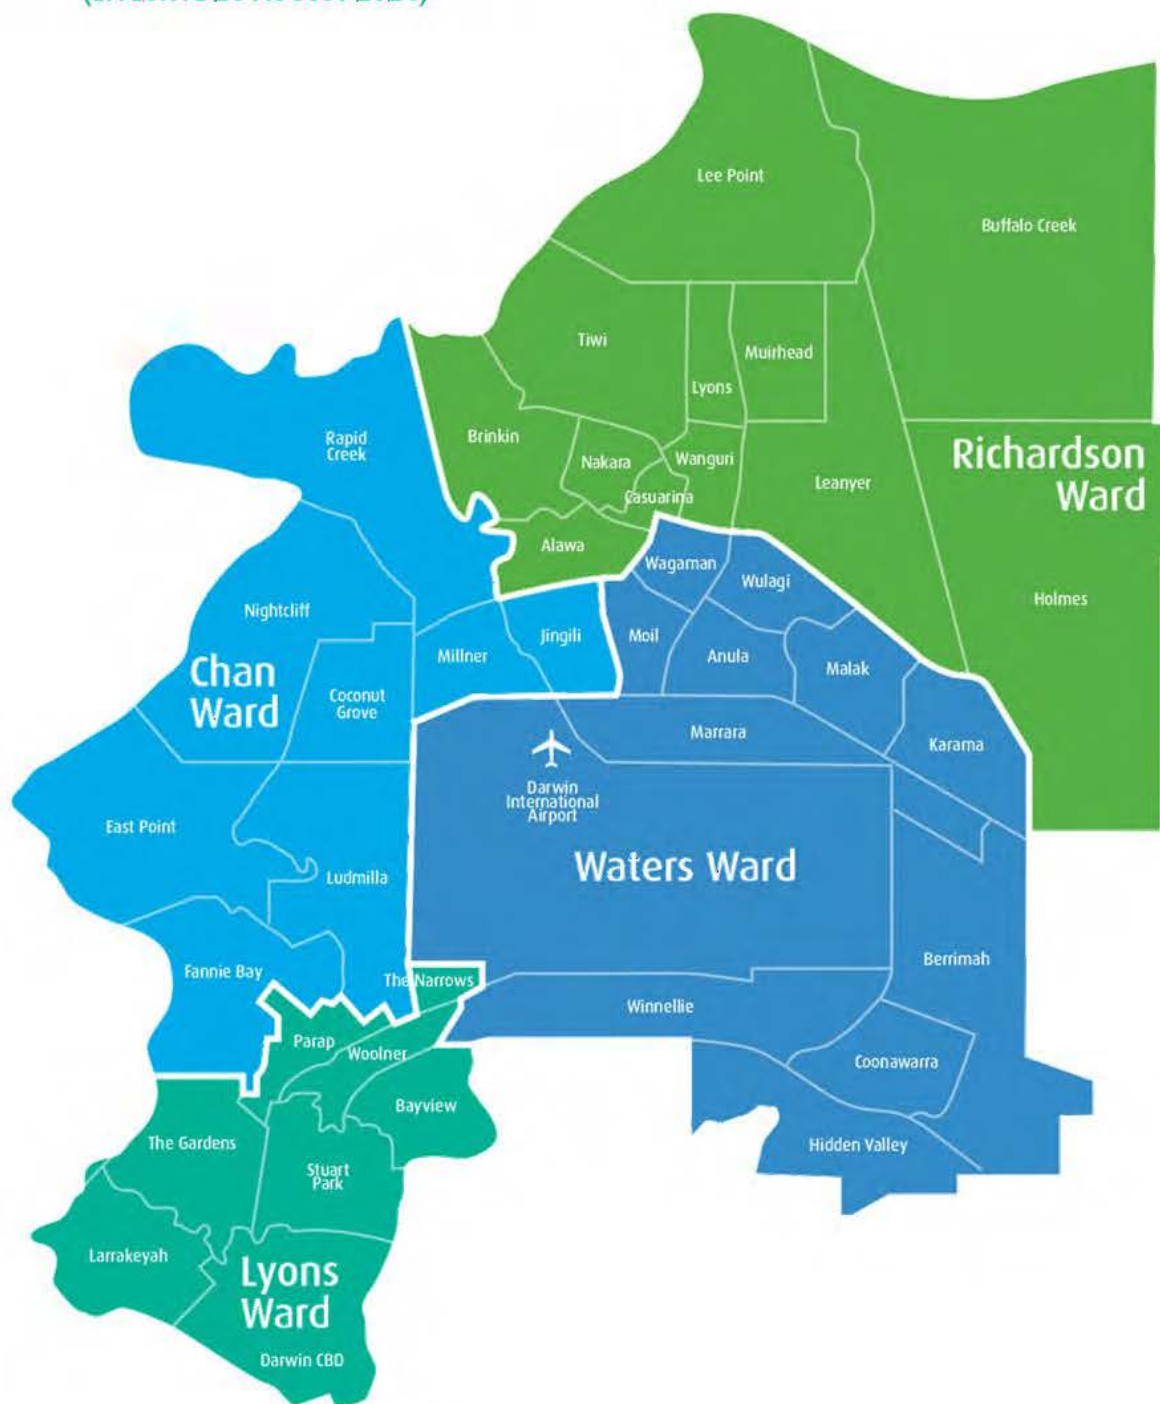 Lee Point
Buffalo Creek
Tiwi
Muirhead
Lyons
Brinkin
Rapid
Creek
Nakara
Wanguri
Richardson
Ward
Leanyer
Casuarina
Alawa
Wagaman
Wulagi
Holmes
Nightcliff
Jingili
Moil
Millner
Anula
Malak
Chan
Ward
Coconut
Grove
Marrara
Karama
Darwin
International
Airport
East Point
Waters Ward
Ludmilla
Berrimah
Fannie Bay
The Narrows
Winnellie
Parap
Woolner
Coonawarra
Bayview
The Gardens
Hidden Valley
Stuart
Park
Larrakeyah
Lyons
Ward
Darwin CBD